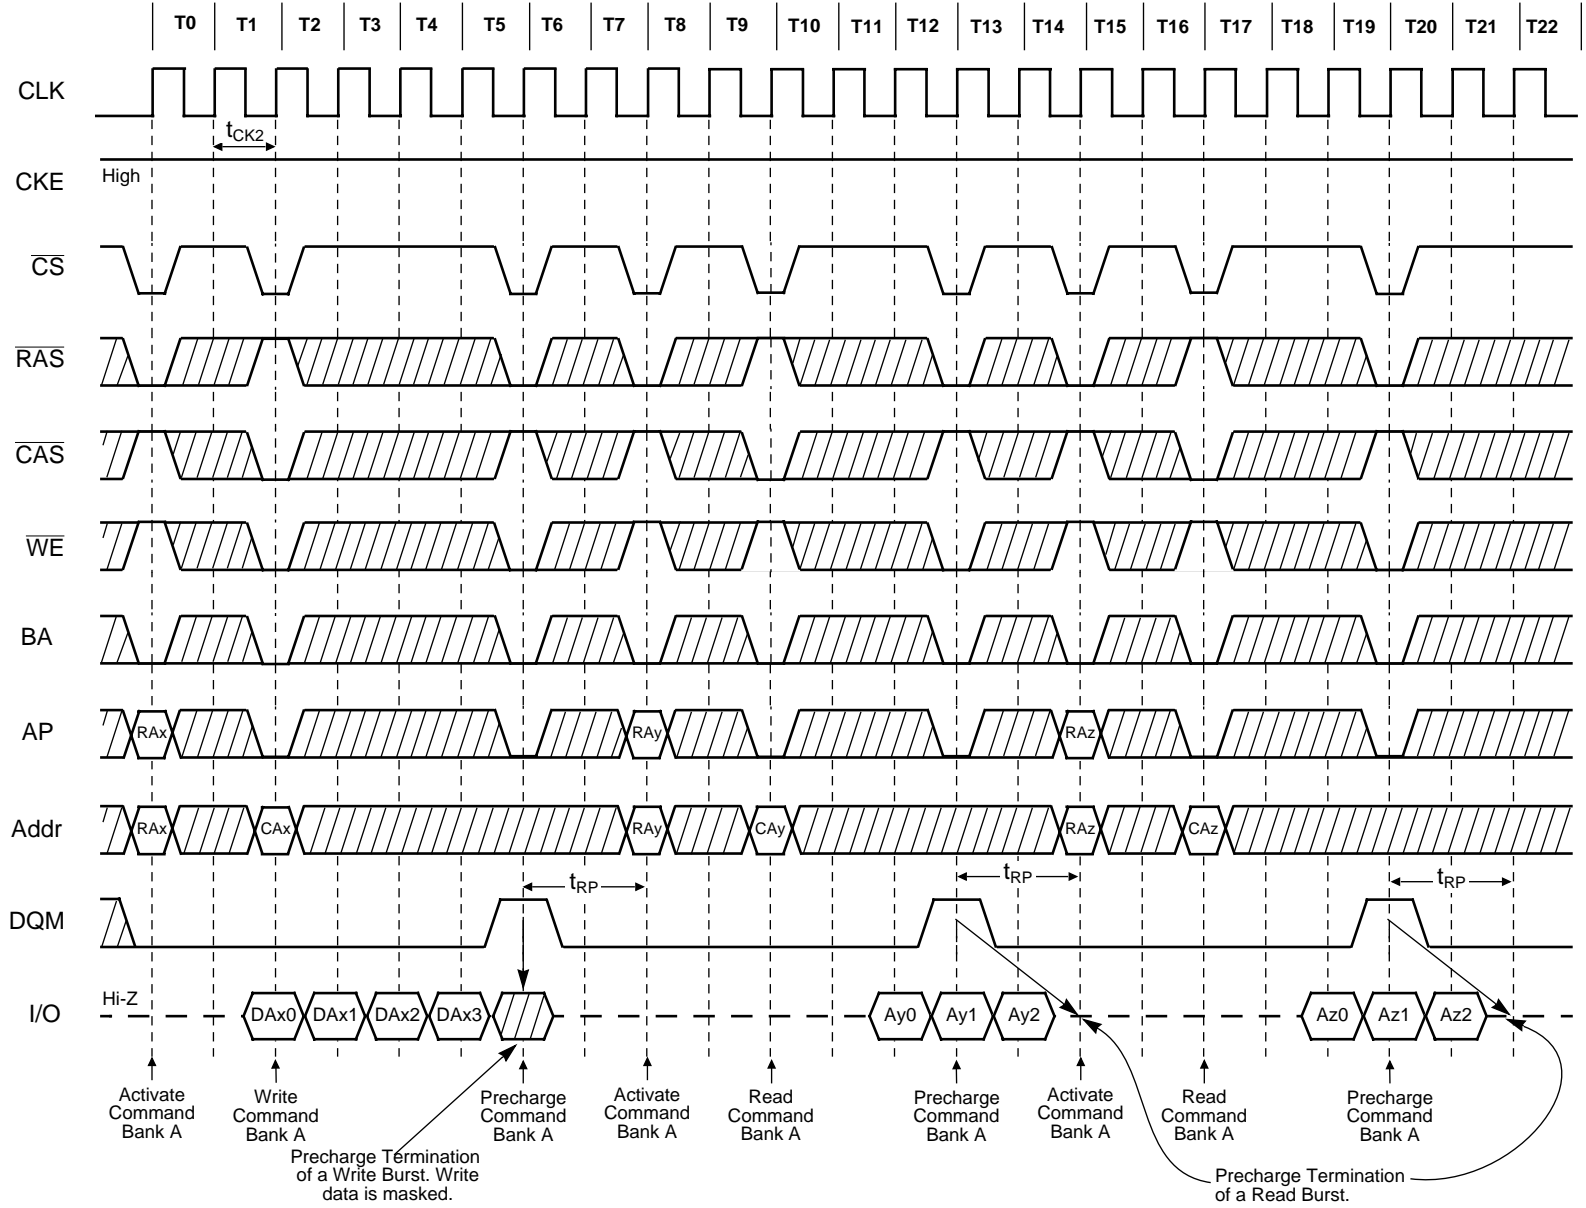 T0 T1 T2 T3 T4 T5 T6 T7 T8 T9 T10 T11 T12 T13 T14 T15 T16 T17 T18 T19 T20 T21 T22
CLK
tCK2
CKE High
CS
RAS
CAS
WE
BA
AP RAx RAy RAz
Addr RAx CAx RAy CAy RAz CAz
tRP tRP tRP
DQM
I/O Hi-Z DAx0 DAx1 DAx2 DAx3 Ay0 Ay1 Ay2 Az0 Az1 Az2
Activate
Command
Bank A
Write
Command
Bank A
Precharge
Command
Bank A
Activate
Command
Bank A
Read
Command
Bank A
Precharge
Command
Bank A
Activate
Command
Bank A
Read
Command
Bank A
Precharge
Command
Bank A
Precharge Termination
of a Write Burst. Write
data is masked.
Precharge Termination
of a Read Burst.